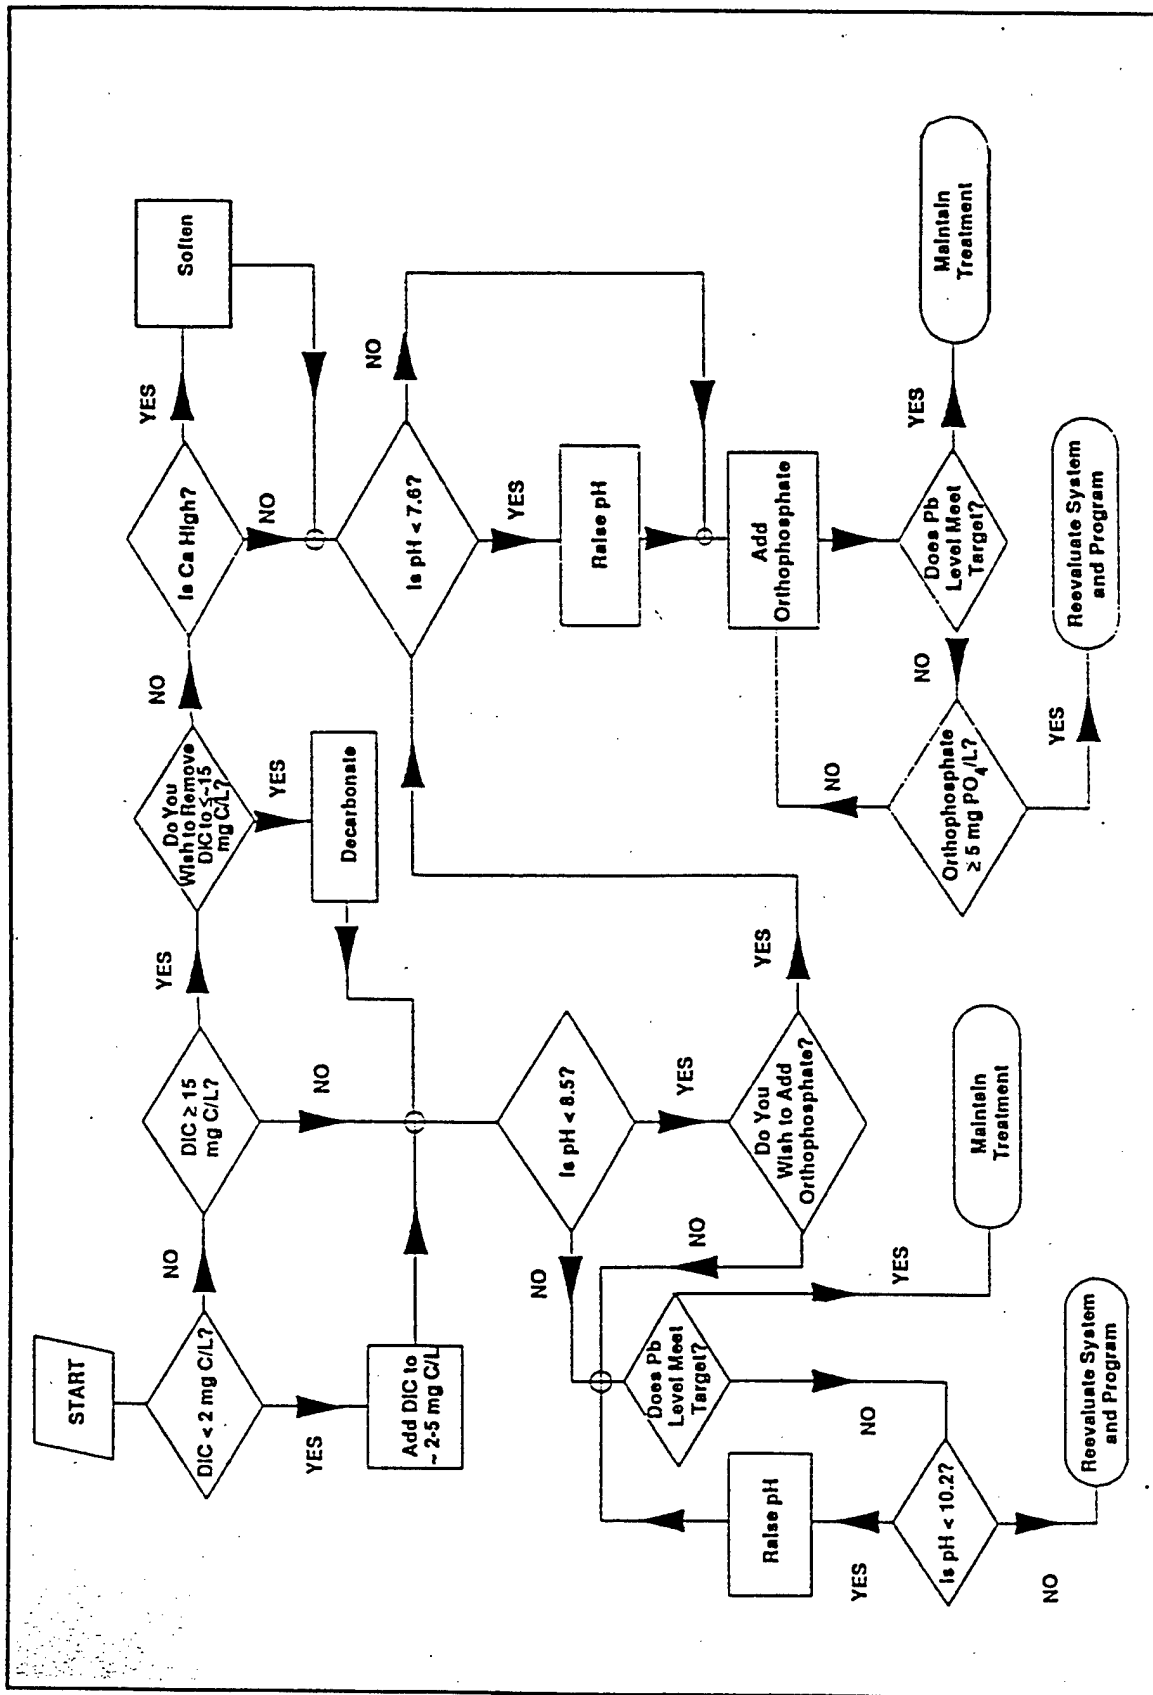 START
DIC < 2 mg C/L?
NO
YES
Add DIC to
~ 2-5 mg C/L
DIC ≥ 15
mg C/L?
YES
NO
Do You
Wish to Remove
DIC to ≤~15
mg C/L?
NO
YES
Decarbonate
Is Ca High?
YES
NO
Soften
Is pH < 7.6?
NO
YES
Raise pH
Add
Orthophosphate
Does Pb
Level Meet
Target?
YES
NO
Maintain
Treatment
Orthophosphate
≥ 5 mg PO₄/L?
NO
YES
Reevaluate System
and Program
Is pH < 8.5?
NO
YES
Do You
Wish to Add
Orthophosphate?
YES
NO
Does Pb
Level Meet
Target?
YES
NO
Maintain
Treatment
Raise pH
Is pH < 10.2?
YES
NO
Reevaluate System
and Program